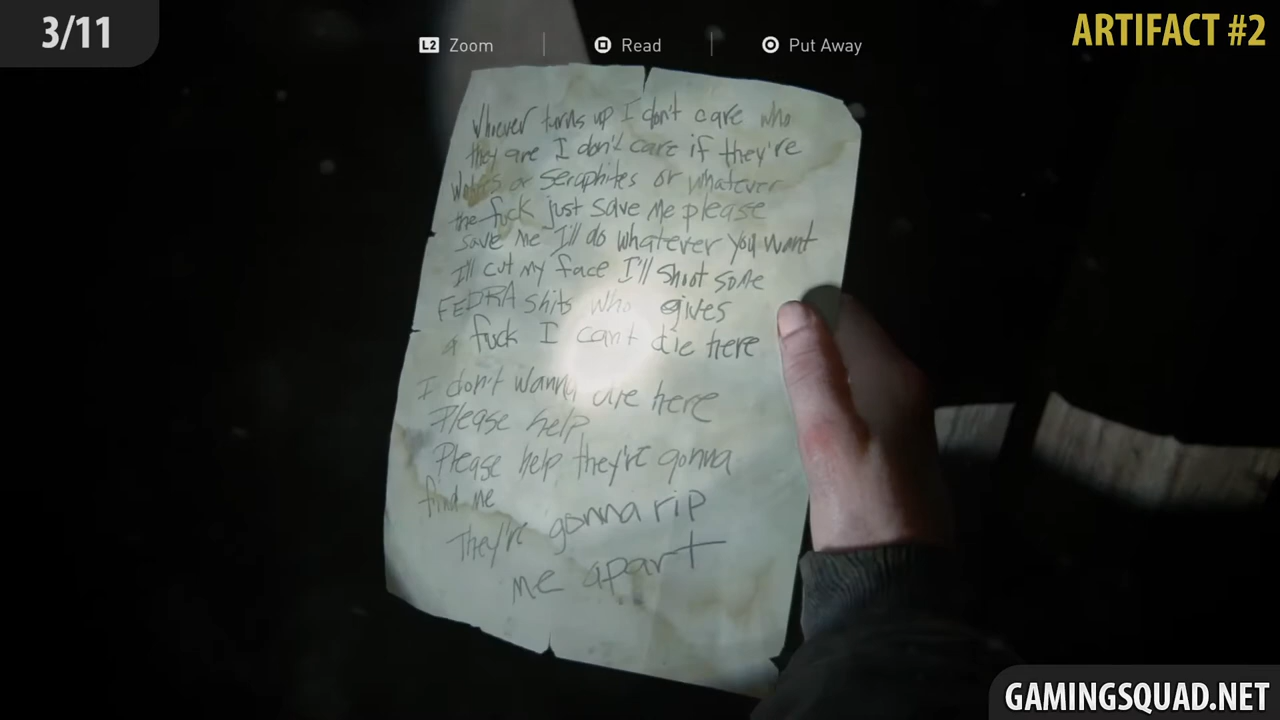 3/11
ARTIFACT #2
L2 Zoom
Read
Put Away
Whoever turns up I don't care who
they are I don't care if they're
Wolves or Seraphites or whatever
the fuck just save me please
save me I'll do whatever you want
I'll cut my face I'll shoot some
FEDRA shits who gives
a fuck I can't die here
I don't wanna die here
Please help
Please help they're gonna
find me
They're gonna rip
me apart
GAMINGSQUAD.NET